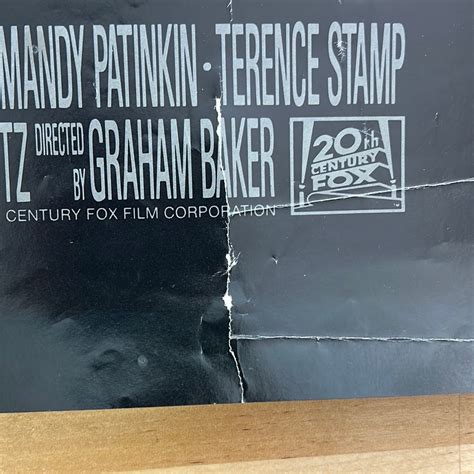 MANDY PATINKIN · TERENCE STAMP
TZ DIRECTED BY GRAHAM BAKER
CENTURY FOX FILM CORPORATION
20th
CENTURY
FOX